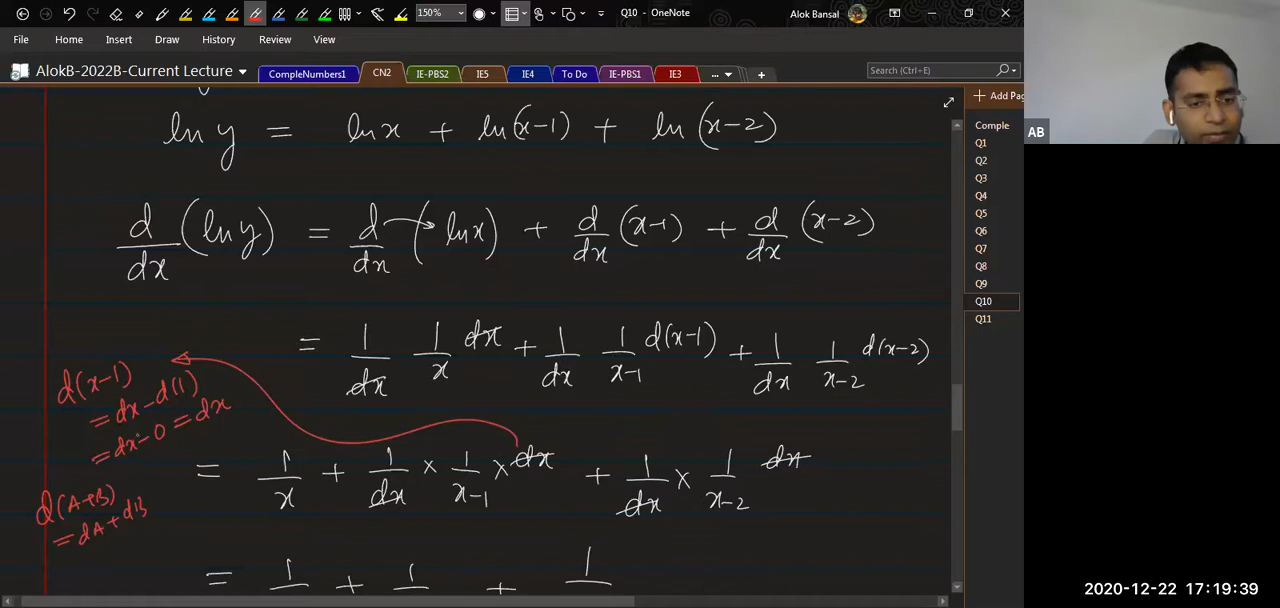 150%
Q10 - OneNote
Alok Bansal
File Home Insert Draw History Review View
AlokB-2022B-Current Lecture CompleNumbers1 CN2 IE-PBS2 IE5 IE4 To Do IE-PBS1 IE3 ... + Search (Ctrl+E)
+ Add Pag
Comple
Q1
Q2
Q3
Q4
Q5
Q6
Q7
Q8
Q9
Q10
Q11
AB
ln y = ln x + ln (x-1) + ln (x-2)
d/dx (ln y) = d/dx (ln x) + d/dx (x-1) + d/dx (x-2)
= 1/dx 1/x dx + 1/dx 1/x-1 d(x-1) + 1/dx 1/x-2 d(x-2)
d(x-1)
= dx - d(1)
= dx - 0 = dx
= 1/x + 1/dx × 1/x-1 × dx + 1/dx × 1/x-2 dx
d(A+B)
= dA + dB
= 1 + 1 + 1
2020-12-22 17:19:39